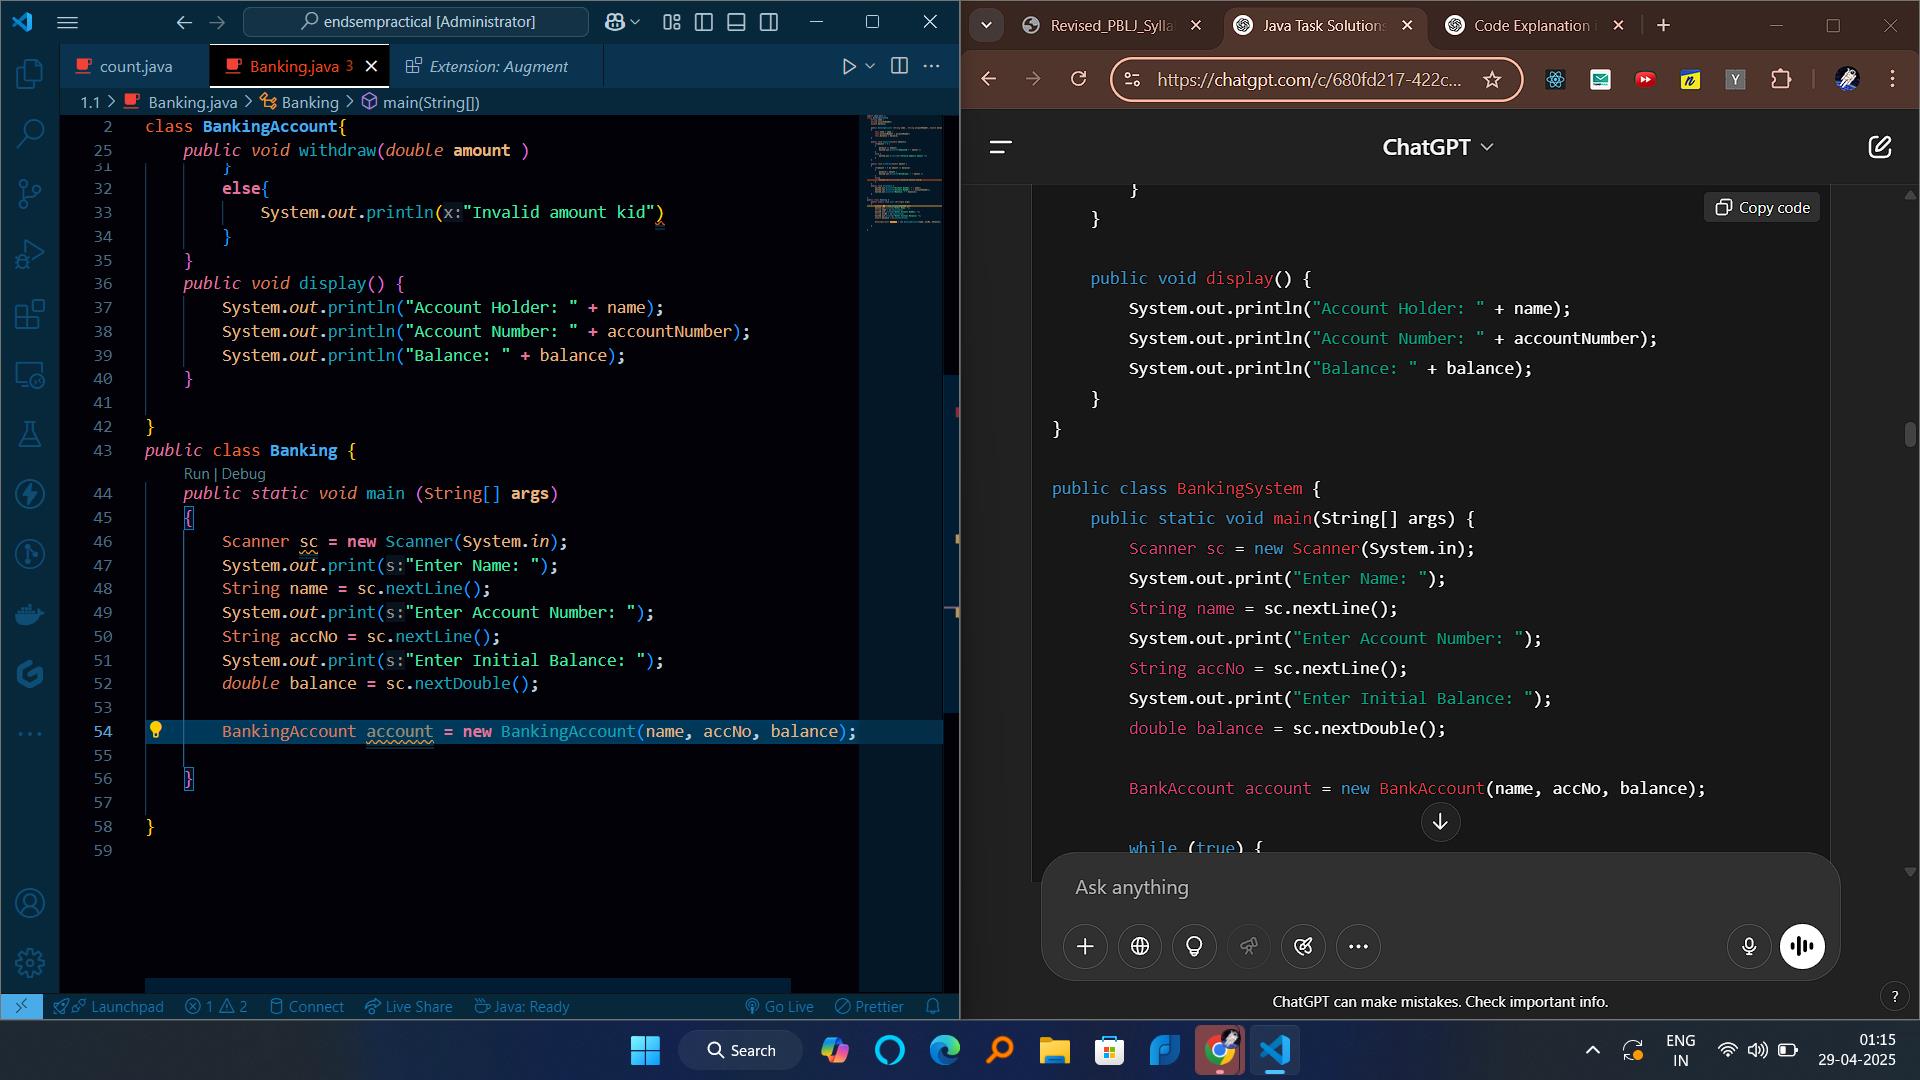 endsempractical [Administrator]
count.java
Banking.java 3
Extension: Augment
1.1 > Banking.java > Banking > main(String[])
2 class BankingAccount{
25 public void withdraw(double amount )
31 }
32 else{
33 System.out.println(x:"Invalid amount kid")
34 }
35 }
36 public void display() {
37 System.out.println("Account Holder: " + name);
38 System.out.println("Account Number: " + accountNumber);
39 System.out.println("Balance: " + balance);
40 }
41
42 }
43 public class Banking {
Run | Debug
44 public static void main (String[] args)
45 {
46 Scanner sc = new Scanner(System.in);
47 System.out.print(s:"Enter Name: ");
48 String name = sc.nextLine();
49 System.out.print(s:"Enter Account Number: ");
50 String accNo = sc.nextLine();
51 System.out.print(s:"Enter Initial Balance: ");
52 double balance = sc.nextDouble();
53
54 BankingAccount account = new BankingAccount(name, accNo, balance);
55
56 }
57
58 }
59
Launchpad
1 2
Connect
Live Share
Java: Ready
Go Live
Prettier
Revised_PBLJ_Sylla
Java Task Solutions
Code Explanation
https://chatgpt.com/c/680fd217-422c...
n
Y
ChatGPT
Copy code
}
}
public void display() {
System.out.println("Account Holder: " + name);
System.out.println("Account Number: " + accountNumber);
System.out.println("Balance: " + balance);
}
}
public class BankingSystem {
public static void main(String[] args) {
Scanner sc = new Scanner(System.in);
System.out.print("Enter Name: ");
String name = sc.nextLine();
System.out.print("Enter Account Number: ");
String accNo = sc.nextLine();
System.out.print("Enter Initial Balance: ");
double balance = sc.nextDouble();
BankAccount account = new BankAccount(name, accNo, balance);
while (true) {
Ask anything
ChatGPT can make mistakes. Check important info.
?
Search
ENG
IN
01:15
29-04-2025